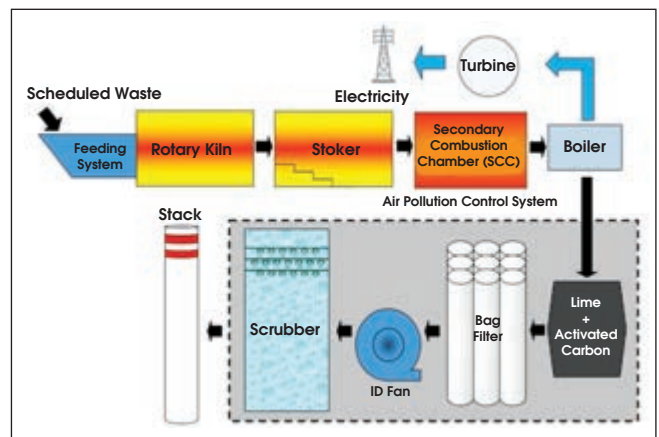 Turbine
Electricity
Scheduled Waste
Feeding
System
Rotary Kiln
Stoker
Secondary
Combustion
Chamber (SCC)
Boiler
Air Pollution Control System
Stack
Scrubber
ID Fan
Bag
Filter
Lime
+
Activated
Carbon